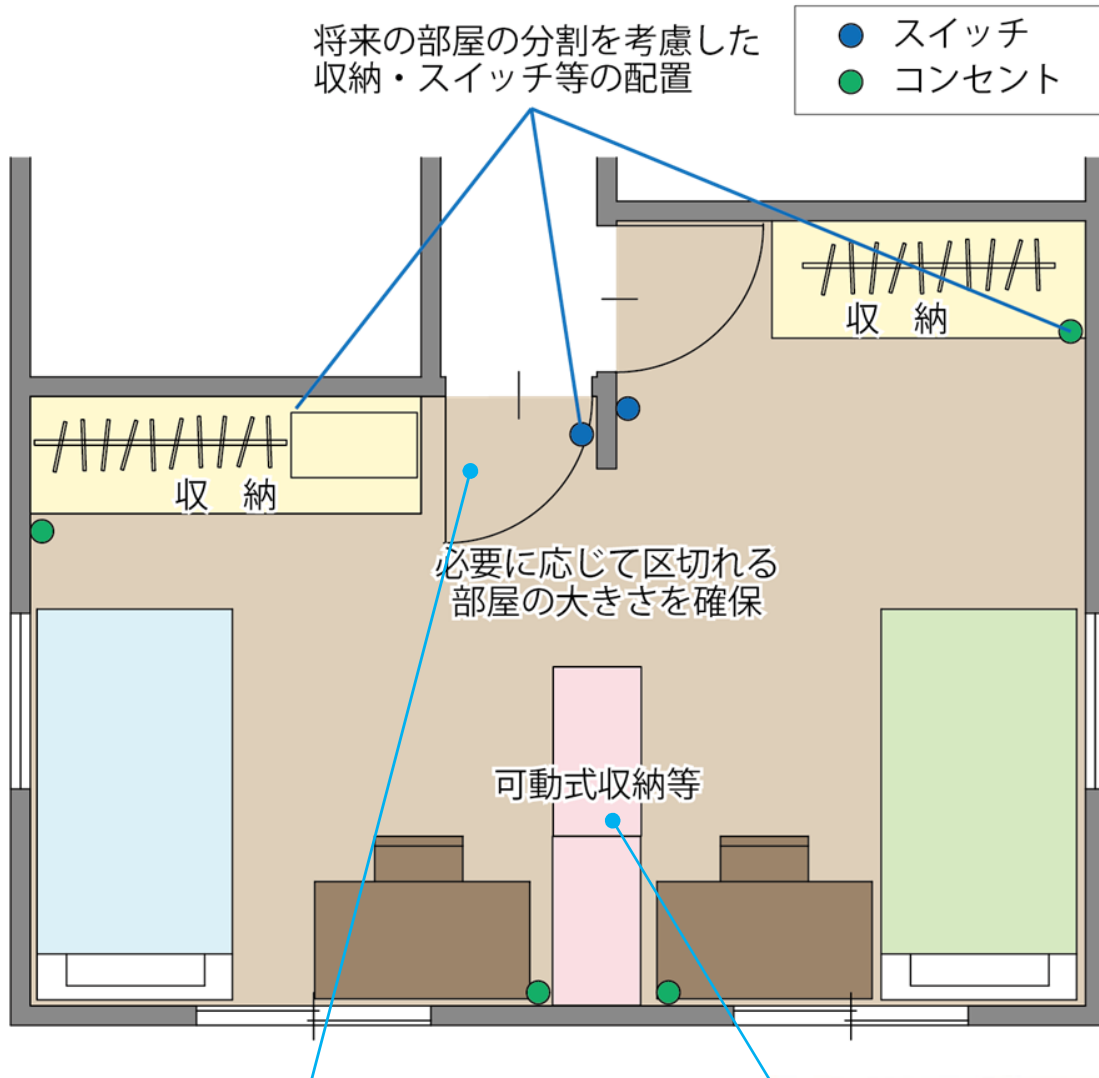 将来の部屋の分割を考慮した
収納・スイッチ等の配置
スイッチ
コンセント
収　納
収　納
必要に応じて区切れる
部屋の大きさを確保
可動式収納等